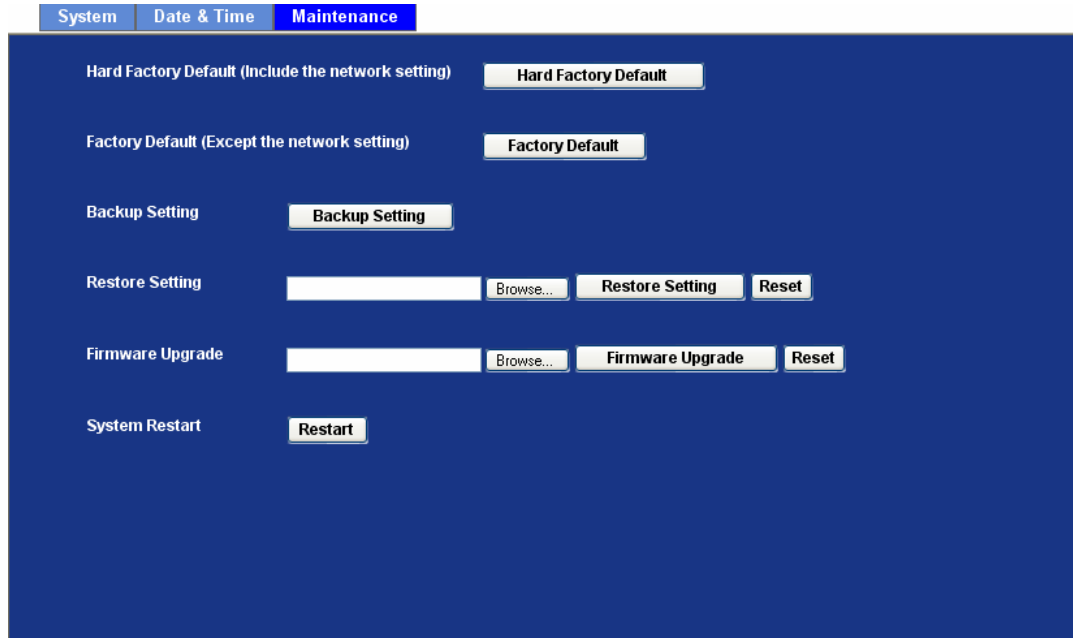 System Date & Time Maintenance
Hard Factory Default (Include the network setting) Hard Factory Default
Factory Default (Except the network setting) Factory Default
Backup Setting Backup Setting
Restore Setting Browse... Restore Setting Reset
Firmware Upgrade Browse... Firmware Upgrade Reset
System Restart Restart